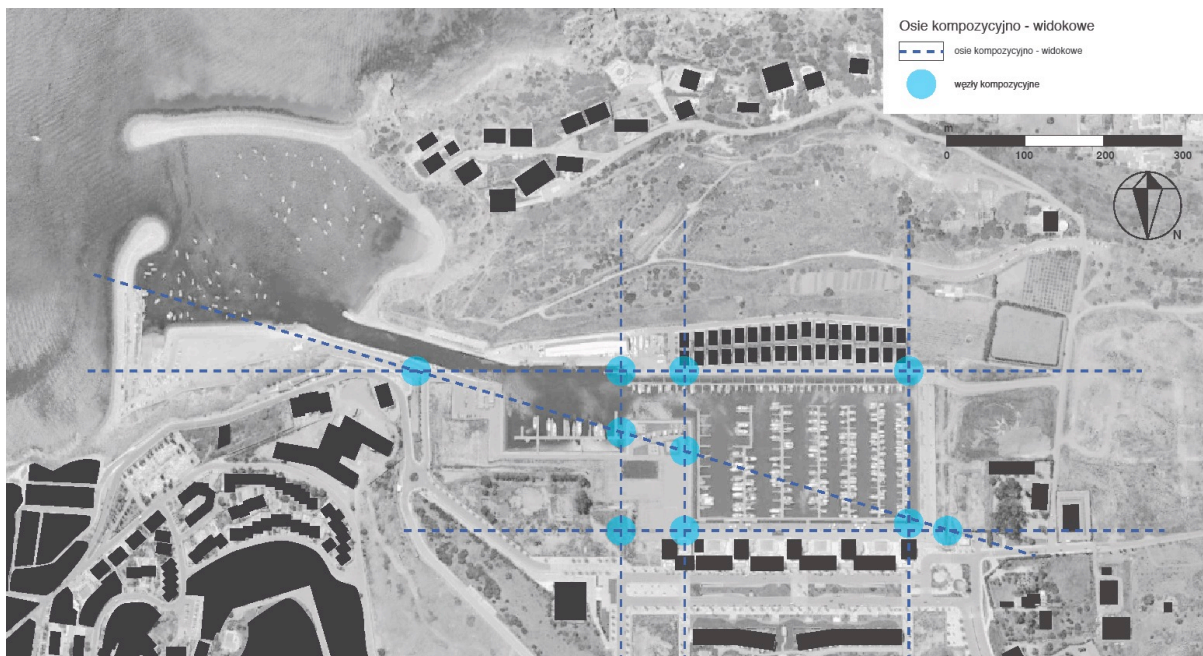 Osie kompozycyjno - widokowe
osie kompozycyjno - widokowe
węzły kompozycyjne
m
0 100 200 300
N